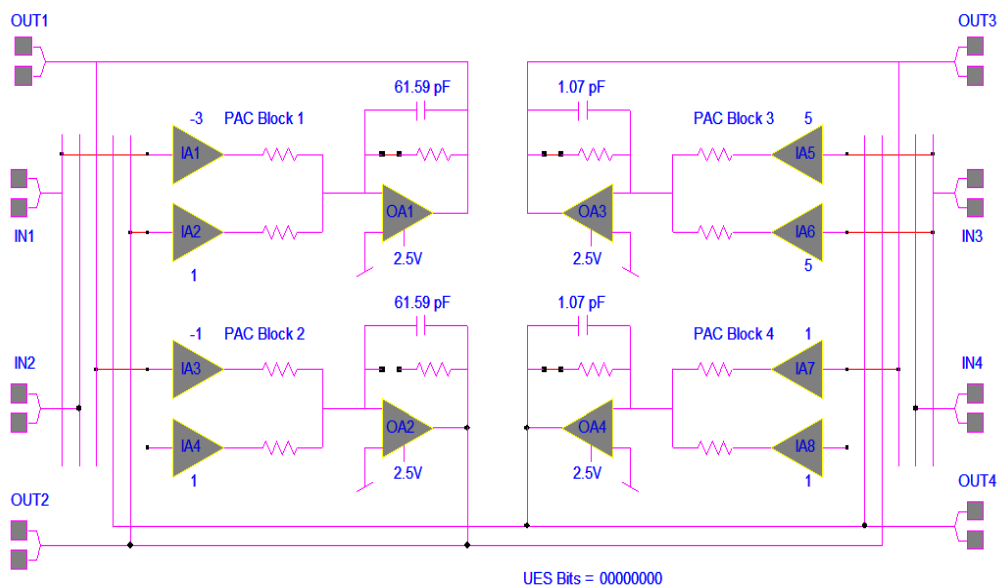 OUT1
OUT3
61.59 pF
1.07 pF
-3 PAC Block 1
PAC Block 3 5
IA1
IA5
IN1
IA2
OA1
OA3
IA6
IN3
1
2.5V
2.5V
5
61.59 pF
1.07 pF
-1 PAC Block 2
PAC Block 4 1
IN2
IA3
IA7
IN4
IA4
OA2
OA4
IA8
1
2.5V
2.5V
1
OUT2
OUT4
UES Bits = 00000000